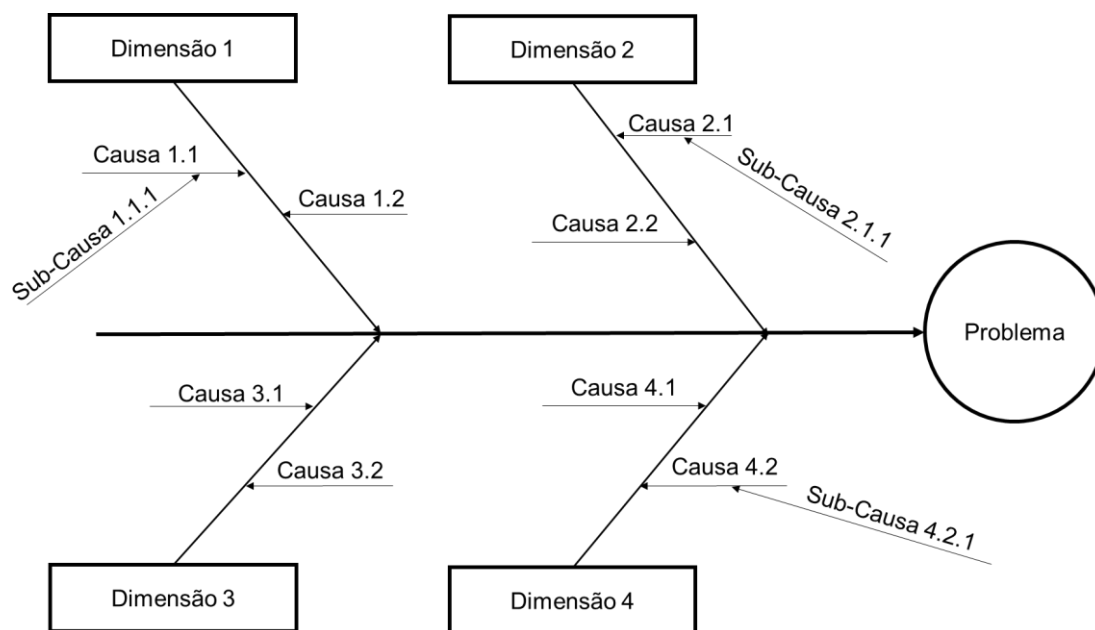 Dimensão 1
Dimensão 2
Causa 2.1
Causa 1.1
Sub-Causa 2.1.1
Causa 1.2
Sub-Causa 1.1.1
Causa 2.2
Problema
Causa 3.1
Causa 4.1
Causa 3.2
Causa 4.2
Sub-Causa 4.2.1
Dimensão 3
Dimensão 4